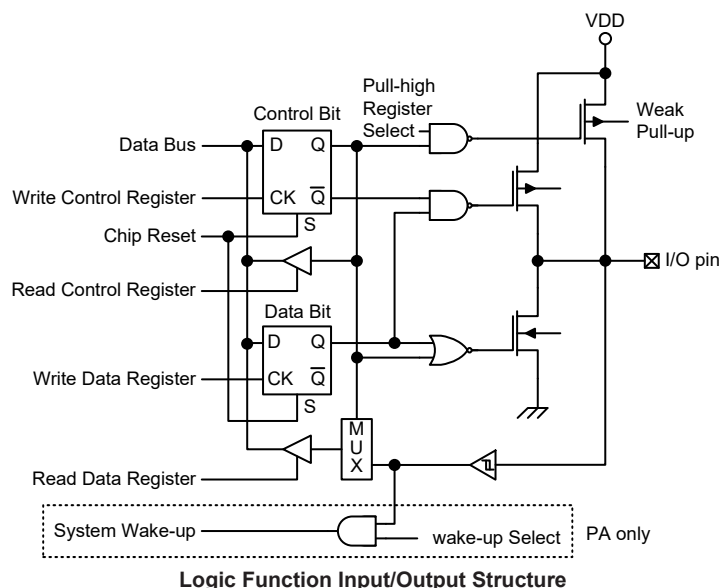 VDD
Pull-high
Register
Select
Weak
Pull-up
Control Bit
Data Bus
D
Q
Write Control Register
CK
Q
S
Chip Reset
I/O pin
Read Control Register
Data Bit
D
Q
Write Data Register
CK
Q
S
M
U
X
Read Data Register
System Wake-up
wake-up Select
PA only
Logic Function Input/Output Structure